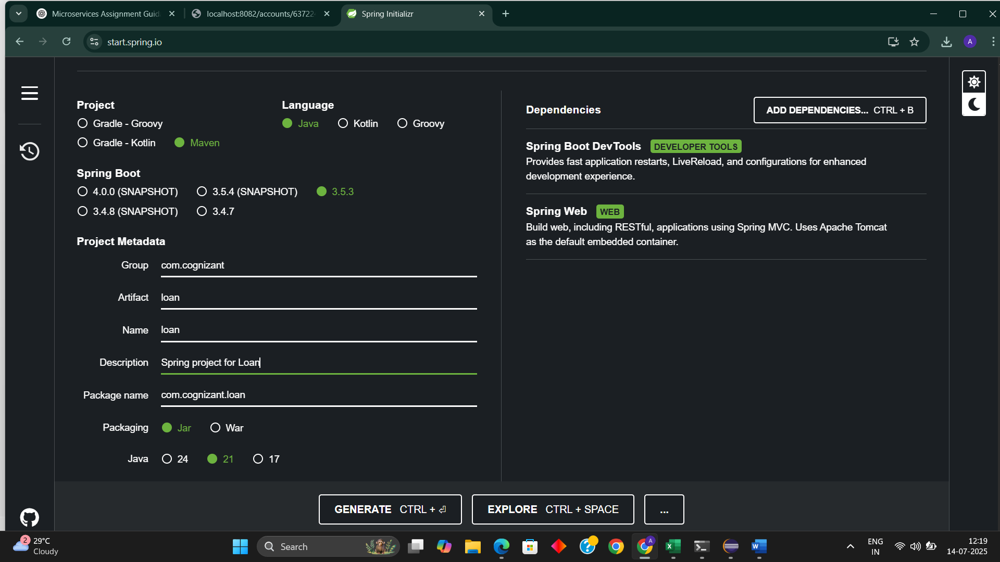 Microservices Assignment Guid
localhost:8082/accounts/63722
Spring Initializr
start.spring.io
A
Project
Gradle - Groovy
Gradle - Kotlin
Maven
Language
Java
Kotlin
Groovy
Spring Boot
4.0.0 (SNAPSHOT)
3.5.4 (SNAPSHOT)
3.5.3
3.4.8 (SNAPSHOT)
3.4.7
Project Metadata
Group
com.cognizant
Artifact
loan
Name
loan
Description
Spring project for Loan
Package name
com.cognizant.loan
Packaging
Jar
War
Java
24
21
17
Dependencies
ADD DEPENDENCIES... CTRL + B
Spring Boot DevTools DEVELOPER TOOLS
Provides fast application restarts, LiveReload, and configurations for enhanced
development experience.
Spring Web WEB
Build web, including RESTful, applications using Spring MVC. Uses Apache Tomcat
as the default embedded container.
GENERATE CTRL + ⏎
EXPLORE CTRL + SPACE
...
2
29°C
Cloudy
Search
A
ENG
IN
12:19
14-07-2025